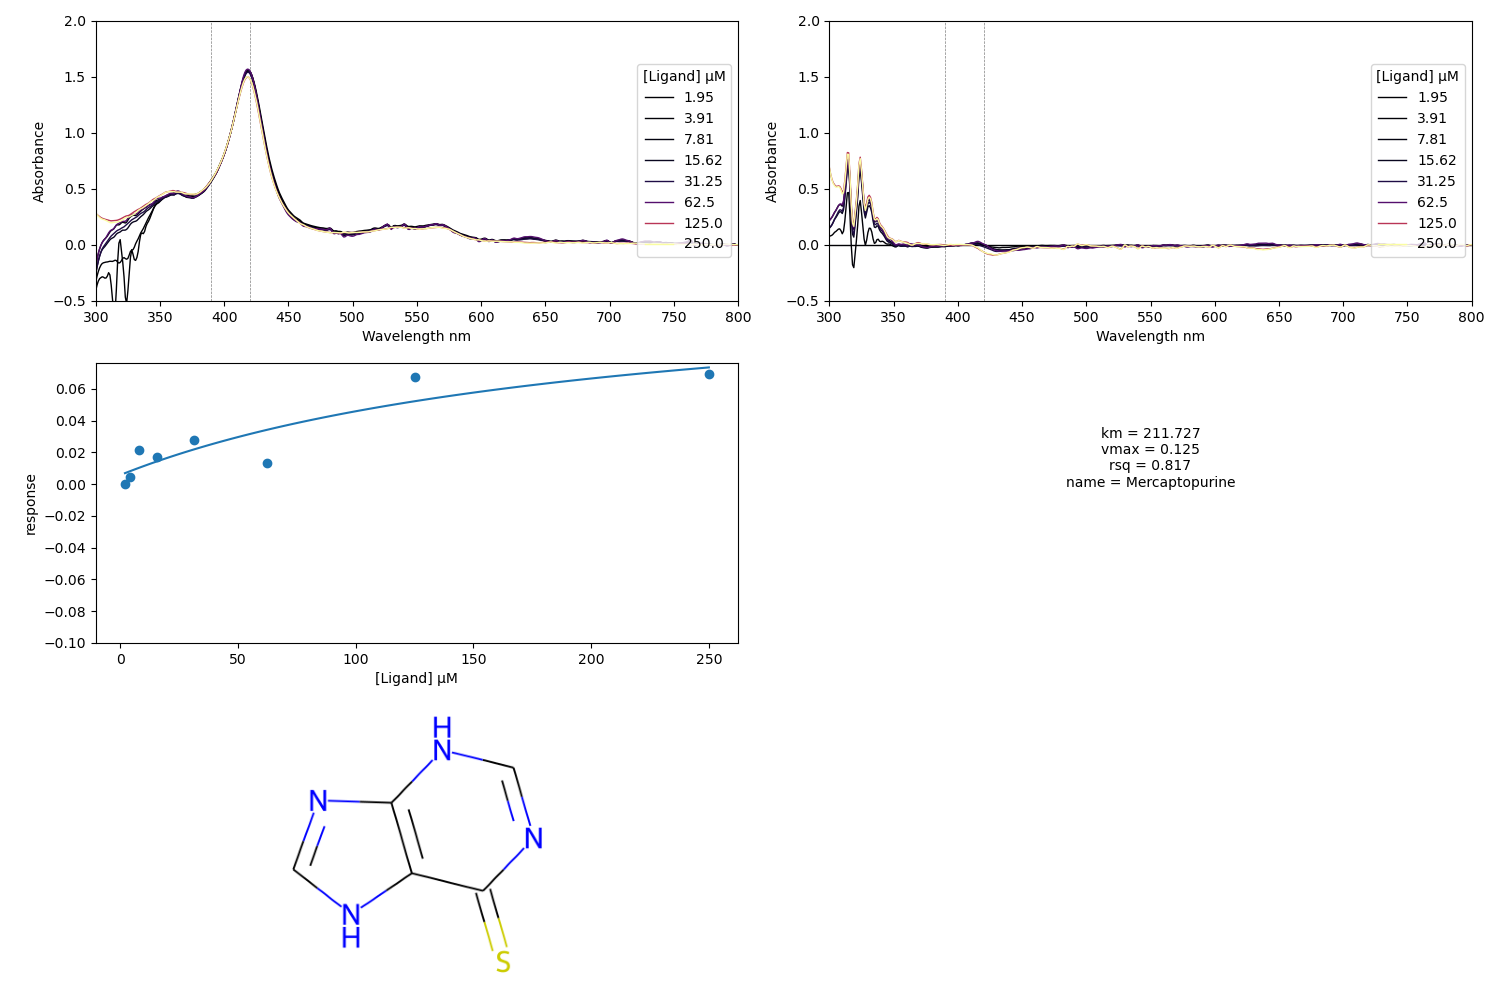 2.0
1.5
1.0
0.5
0.0
−0.5
Absorbance
300 350 400 450 500 550 600 650 700 750 800
Wavelength nm
[Ligand] µM
1.95
3.91
7.81
15.62
31.25
62.5
125.0
250.0
2.0
1.5
1.0
0.5
0.0
−0.5
Absorbance
300 350 400 450 500 550 600 650 700 750 800
Wavelength nm
[Ligand] µM
1.95
3.91
7.81
15.62
31.25
62.5
125.0
250.0
0.06
0.04
0.02
0.00
−0.02
−0.04
−0.06
−0.08
−0.10
response
0 50 100 150 200 250
[Ligand] µM
km = 211.727
vmax = 0.125
rsq = 0.817
name = Mercaptopurine
H
N
N
N
N
H
S